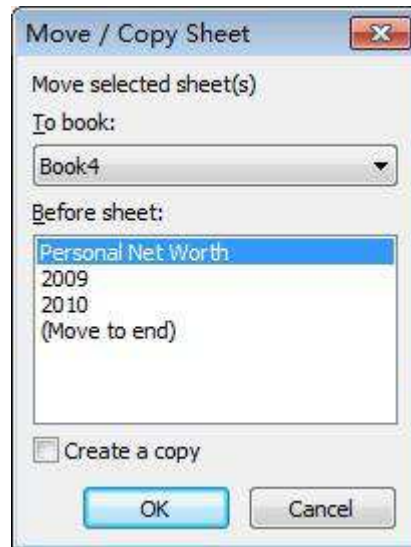 Move / Copy Sheet
Move selected sheet(s)
To book:
Book4
Before sheet:
Personal Net Worth
2009
2010
(Move to end)
Create a copy
OK Cancel